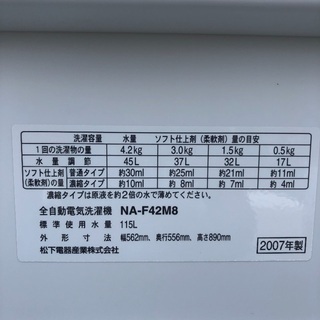 洗濯容量 水量 ソフト仕上剤(柔軟剤)量の目安
1回の洗濯物の量 4.2kg 3.0kg 1.5kg 0.5kg
水量調節 45L 37L 32L 17L
ソフト仕上剤 普通タイプ 約30ml 約25ml 約21ml 約11ml
(柔軟剤)の量 濃縮タイプ 約10ml 約8ml 約7ml 約4ml
濃縮タイプは原液を約2倍の水で薄めてください。
全自動電気洗濯機 NA-F42M8
標準使用水量 115L
外形寸法 幅562mm、奥行556mm、高さ890mm
松下電器産業株式会社 2007年製